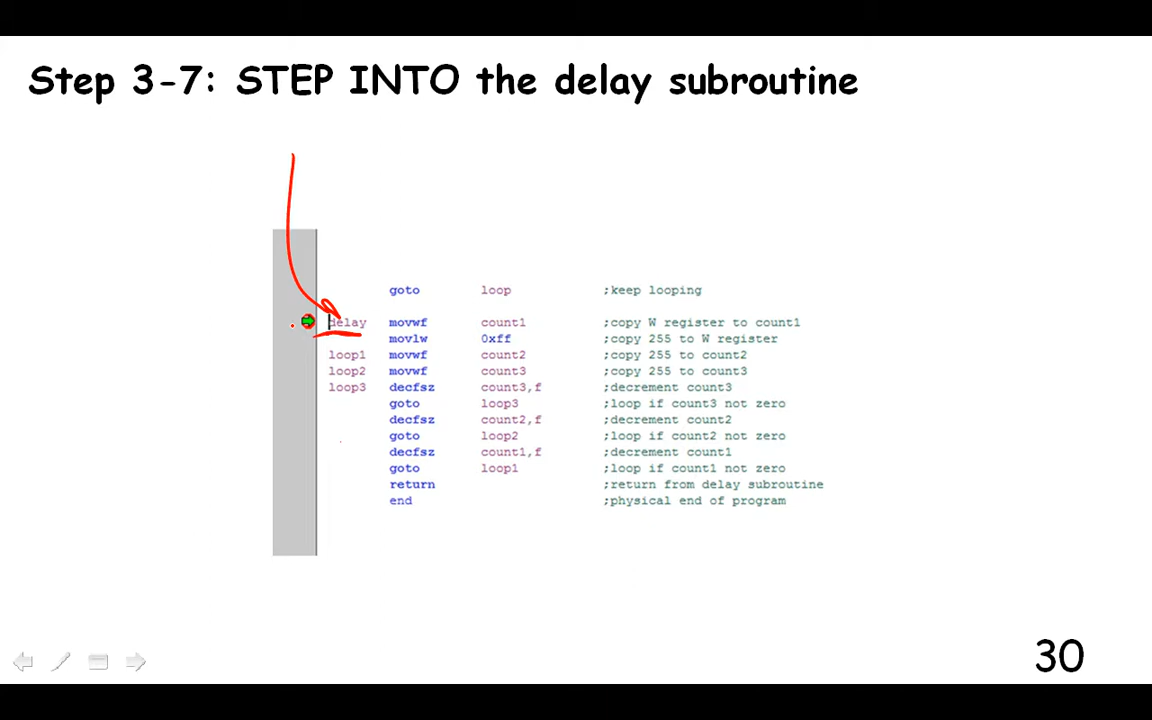 Step 3-7: STEP INTO the delay subroutine
goto loop ;keep looping
delay movwf count1 ;copy W register to count1
movlw 0xff ;copy 255 to W register
loop1 movwf count2 ;copy 255 to count2
loop2 movwf count3 ;copy 255 to count3
loop3 decfsz count3,f ;decrement count3
goto loop3 ;loop if count3 not zero
decfsz count2,f ;decrement count2
goto loop2 ;loop if count2 not zero
decfsz count1,f ;decrement count1
goto loop1 ;loop if count1 not zero
return ;return from delay subroutine
end ;physical end of program
30